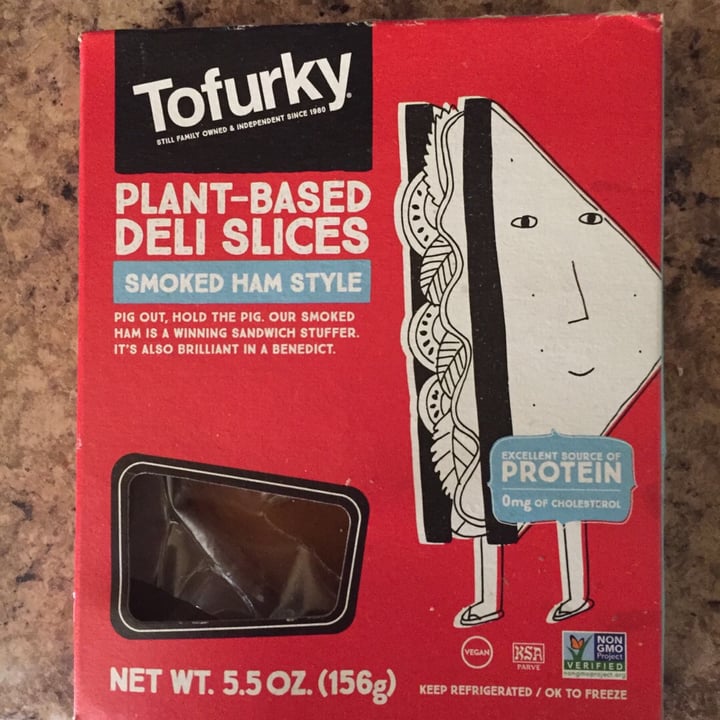 Tofurky
STILL FAMILY OWNED & INDEPENDENT SINCE 1980
PLANT-BASED
DELI SLICES
SMOKED HAM STYLE
PIG OUT, HOLD THE PIG. OUR SMOKED
HAM IS A WINNING SANDWICH STUFFER.
IT'S ALSO BRILLIANT IN A BENEDICT.
EXCELLENT SOURCE OF
PROTEIN
0mg OF CHOLESTEROL
VEGAN
KSA
PARVE
NON
GMO
Project
VERIFIED
nongmoproject.org
NET WT. 5.5 OZ. (156g)
KEEP REFRIGERATED / OK TO FREEZE